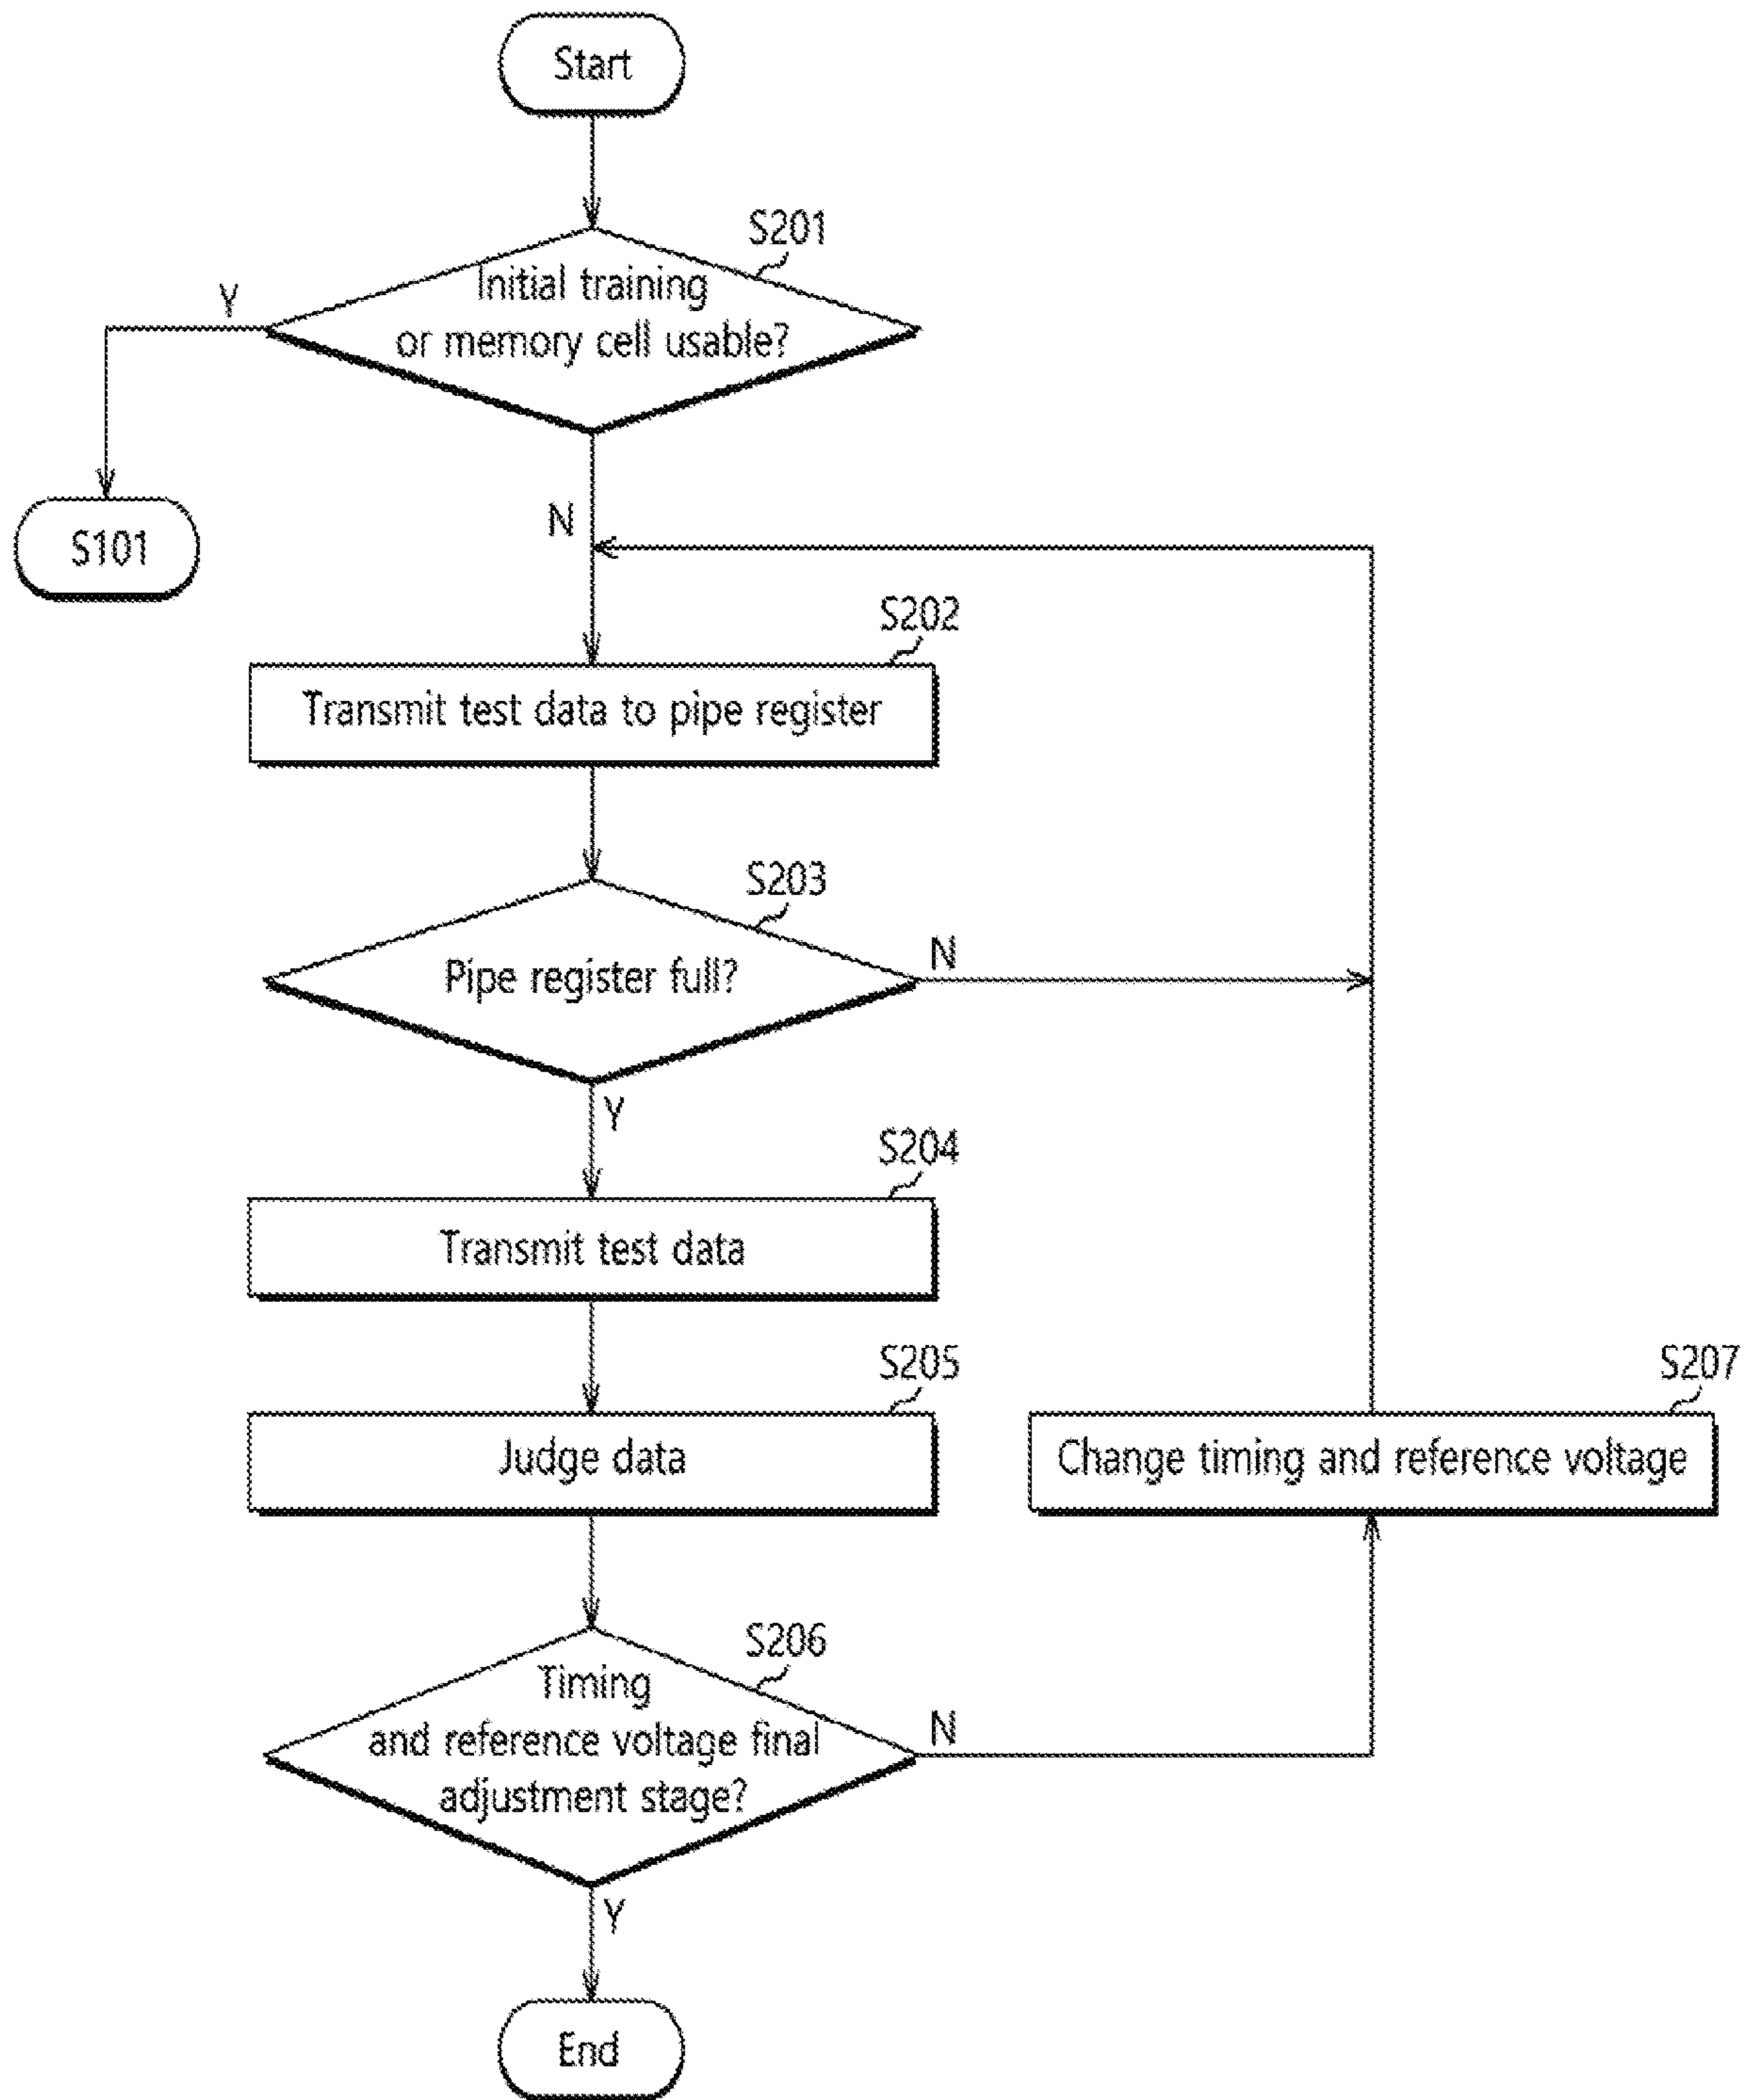 Start
S201
Initial training
or memory cell usable?
Y
S101
N
S202
Transmit test data to pipe register
S203
Pipe register full?
N
Y
S204
Transmit test data
S205
Judge data
S207
Change timing and reference voltage
S206
Timing
and reference voltage final
adjustment stage?
N
Y
End